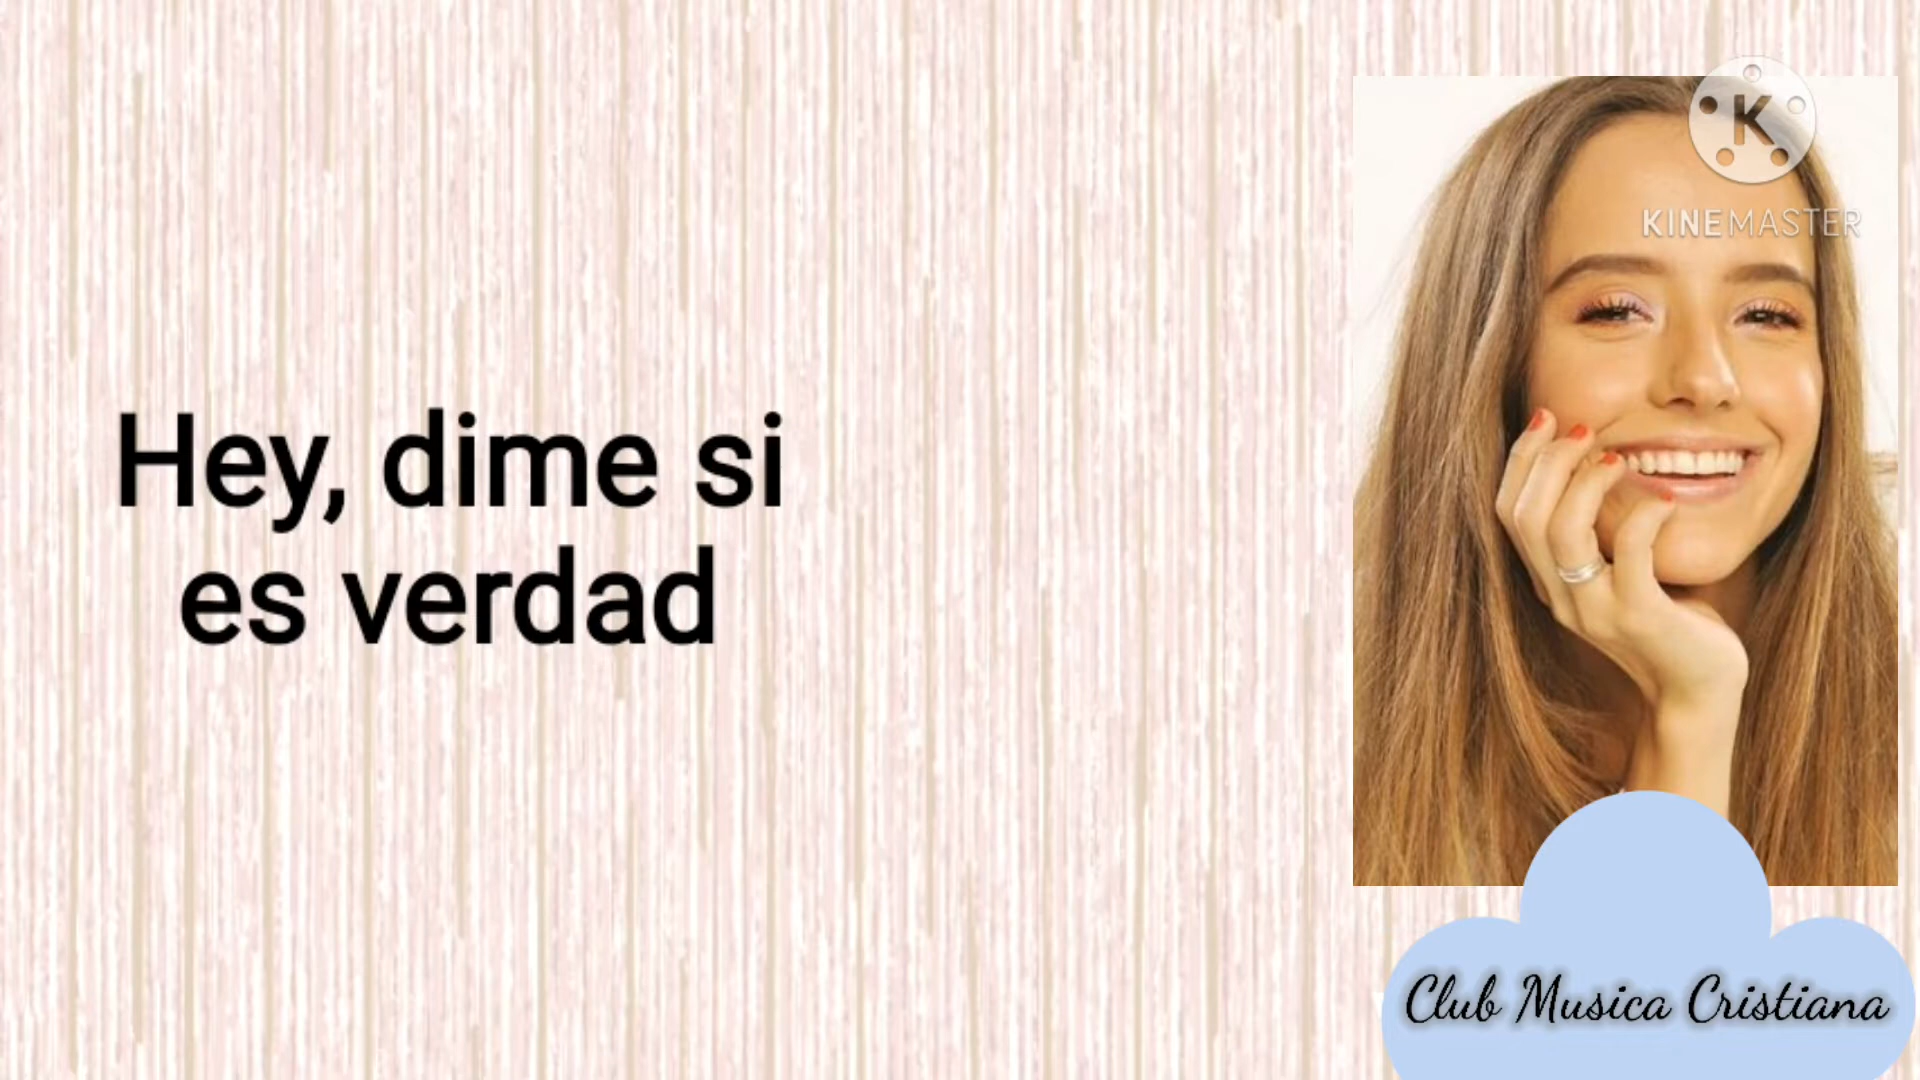 Hey, dime si
es verdad
K
KINEMASTER
Club Musica Cristiana